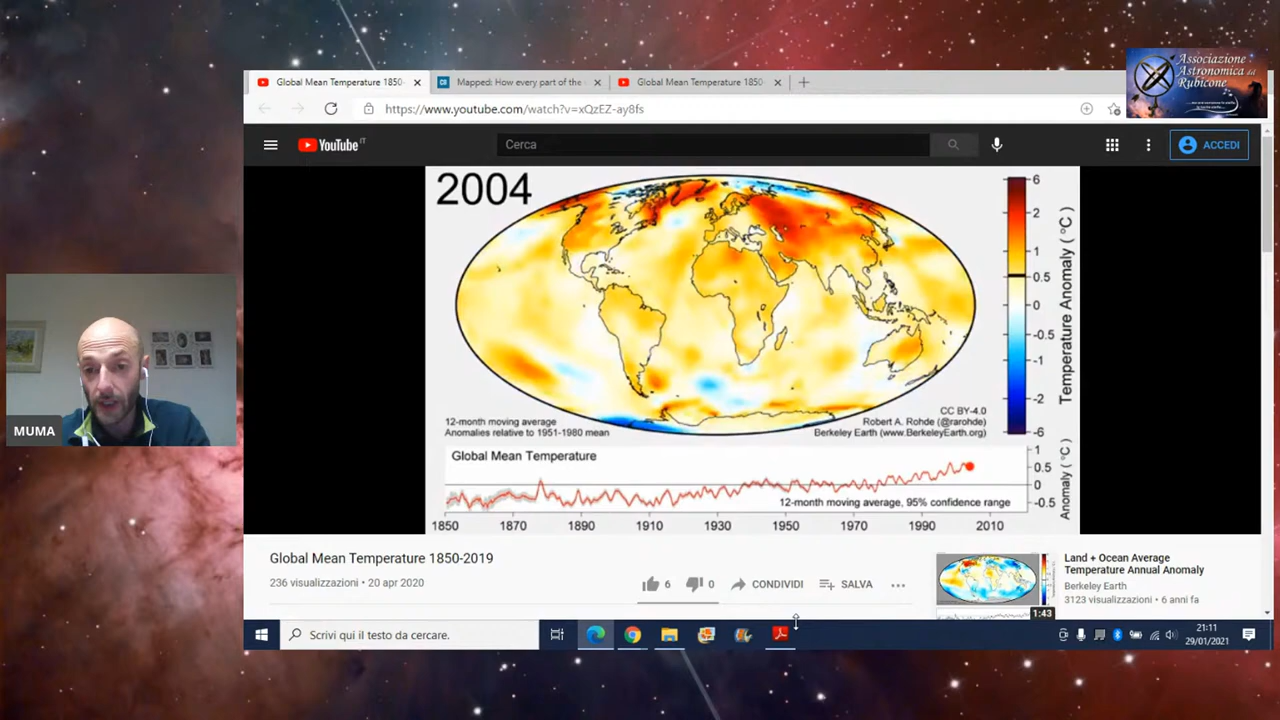 Global Mean Temperature 1850-
Mapped: How every part of the
Global Mean Temperature 1850-
https://www.youtube.com/watch?v=xQzEZ-ay8fs
Associazione
Astronomica del
Rubicone
YouTube IT
Cerca
ACCEDI
2004
6
2
1
0.5
0
-0.5
-1
-2
-6
Temperature Anomaly ( °C )
12-month moving average
Anomalies relative to 1951-1980 mean
CC BY-4.0
Robert A. Rohde (@rarohde)
Berkeley Earth (www.BerkeleyEarth.org)
Global Mean Temperature
1
0.5
0
-0.5
Anomaly ( °C )
12-month moving average, 95% confidence range
1850
1870
1890
1910
1930
1950
1970
1990
2010
MUMA
Global Mean Temperature 1850-2019
236 visualizzazioni • 20 apr 2020
6
0
CONDIVIDI
SALVA
Land + Ocean Average
Temperature Annual Anomaly
Berkeley Earth
3123 visualizzazioni • 6 anni fa
1:43
Scrivi qui il testo da cercare.
21:11
29/01/2021